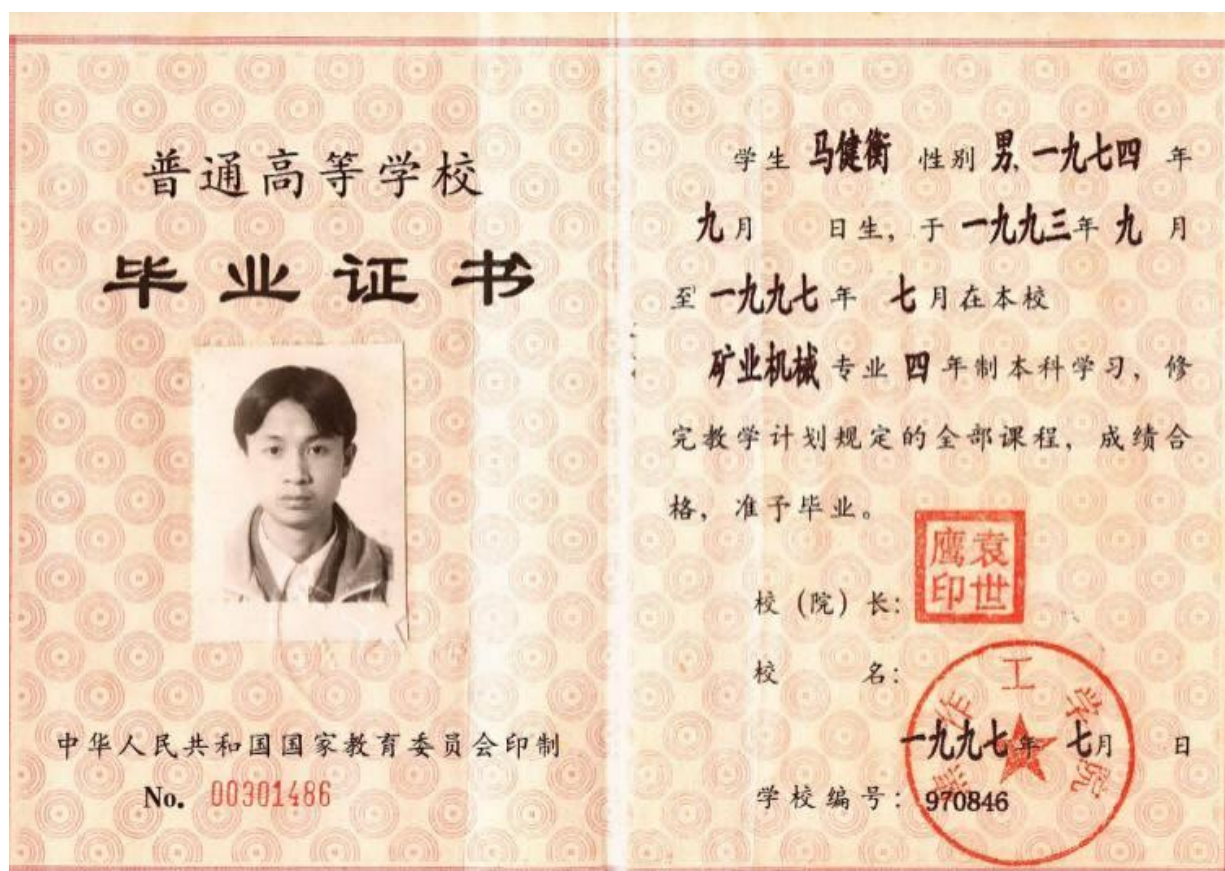 普通高等学校
毕业证书
中华人民共和国国家教育委员会印制
No. 00301486
学生 马健衡 性别 男, 一九七四 年
九月 日生, 于 一九九三年 九 月
至 一九九七 年 七月在本校
矿业机械 专业 四 年制本科学习, 修
完教学计划规定的全部课程, 成绩合
格, 准予毕业。
校(院)长:
袁世鹰印
校 名:
焦作工学院
一九九七年 七月 日
学校编号: 970846